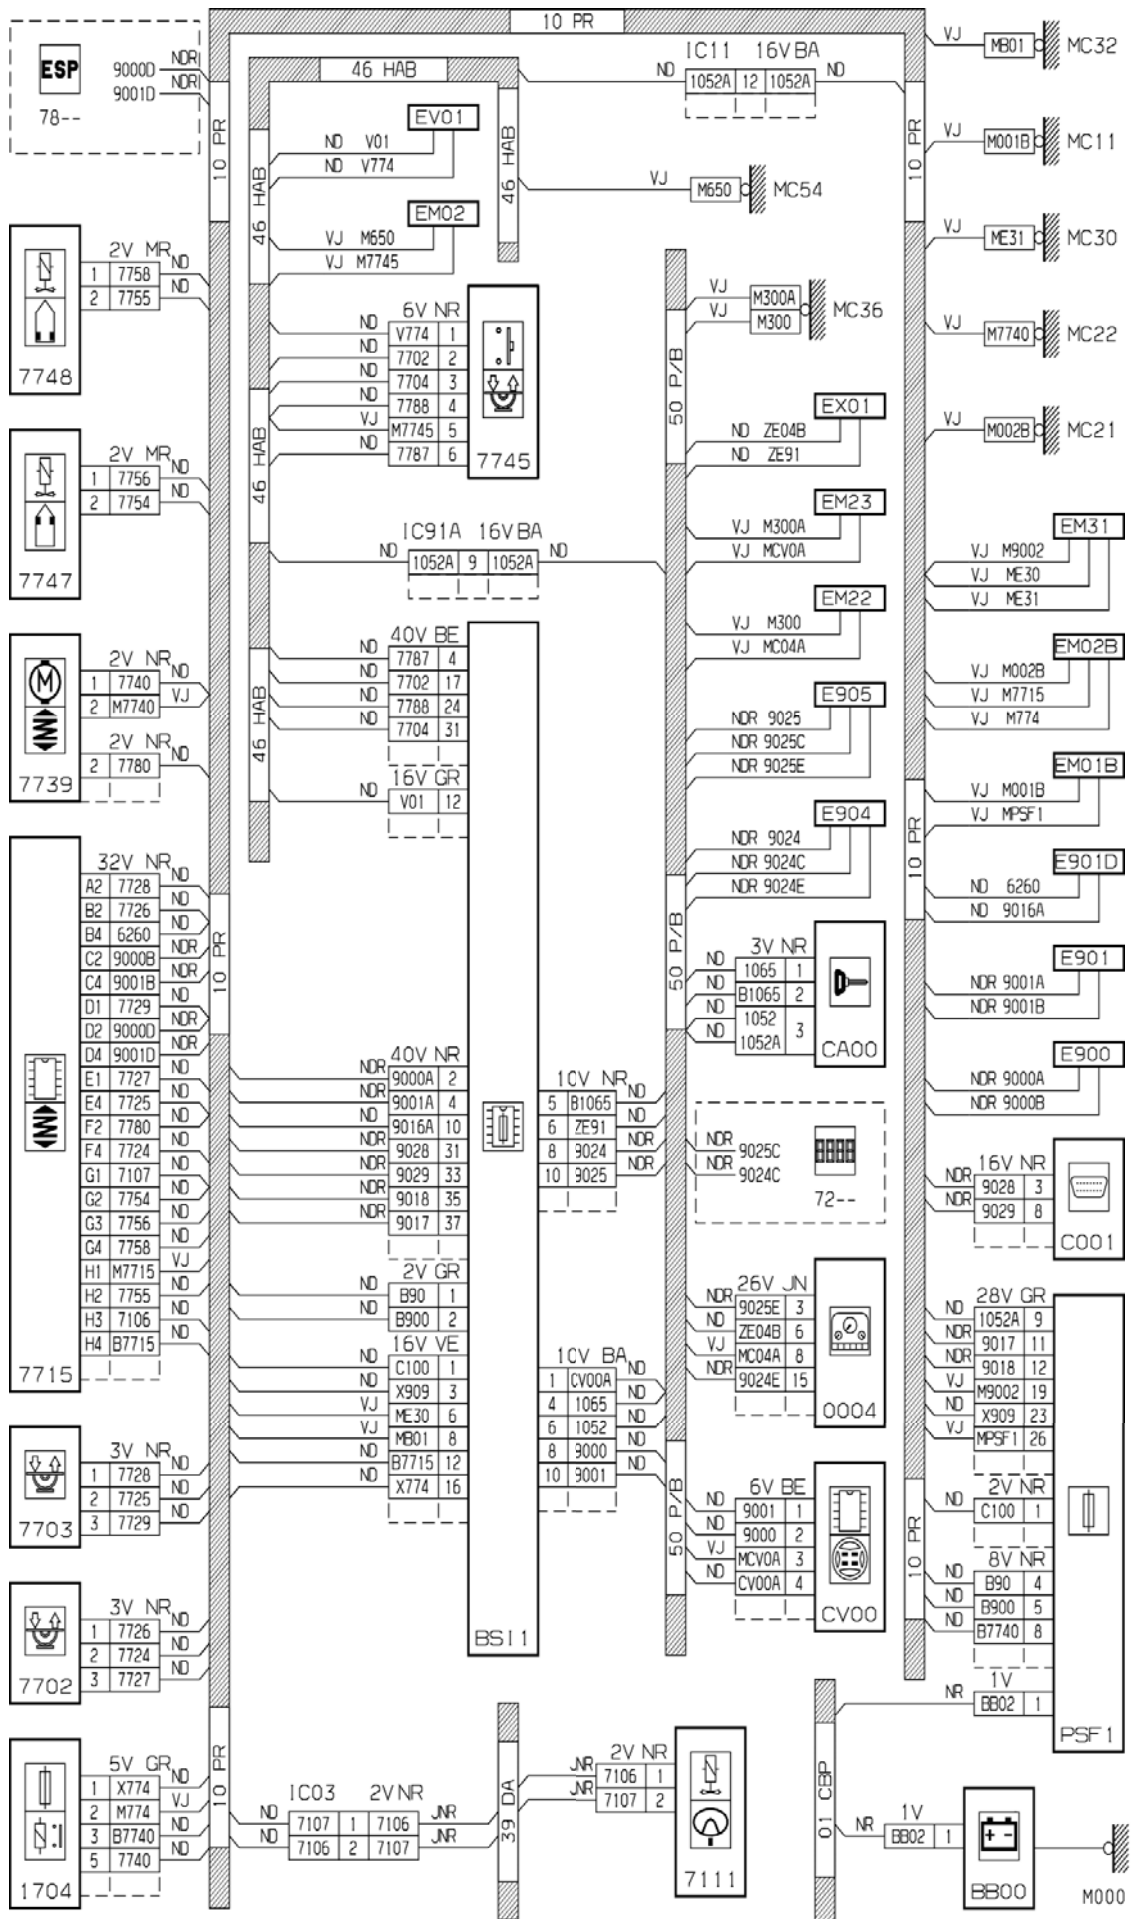 10 PR
ESP
78--
9000D NDR
9001D NDR
10 PR
46 HAB
46 HAB
46 HAB
ND IC11 16V BA ND
1052A 12 1052A
10 PR
VJ MB01 MC32
VJ M001B MC11
VJ ME31 MC30
VJ M7740 MC22
VJ M002B MC21
EV01
ND V01
ND V774
EM02
VJ M650
VJ M7745
VJ M650 MC54
7748
2V MR
1 7758 ND
2 7755 ND
7747
2V MR
1 7756 ND
2 7754 ND
7739
M
2V NR
1 7740 ND
2 M7740 VJ
2V NR
2 7780 ND
7745
6V NR
ND V774 1
ND 7702 2
ND 7704 3
ND 7788 4
VJ M7745 5
ND 7787 6
46 HAB
IC91A 16V BA
ND 1052A 9 1052A ND
46 HAB
BSI1
40V BE
ND 7787 4
ND 7702 17
ND 7788 24
ND 7704 31
16V GR
ND V01 12
50 P/B
VJ M300A
VJ M300
MC36
EX01
ND ZE04B
ND ZE91
EM23
VJ M300A
VJ MCV0A
EM22
VJ M300
VJ MC04A
E905
NDR 9025
NDR 9025C
NDR 9025E
E904
NDR 9024
NDR 9024C
NDR 9024E
EM31
VJ M9002
VJ ME30
VJ ME31
EM02B
VJ M002B
VJ M7715
VJ M774
EM01B
VJ M001B
VJ MPSF1
10 PR
E901D
ND 6260
ND 9016A
E901
NDR 9001A
NDR 9001B
E900
NDR 9000A
NDR 9000B
7715
32V NR
A2 7728 ND
B2 7726 ND
B4 6260 ND
C2 9000B NDR
C4 9001B NDR
D1 7729 ND
D2 9000D NDR
D4 9001D NDR
E1 7727 ND
E4 7725 ND
F2 7780 ND
F4 7724 ND
G1 7107 ND
G2 7754 ND
G3 7756 ND
G4 7758 ND
H1 M7715 VJ
H2 7755 ND
H3 7106 ND
H4 B7715 ND
10 PR
50 P/B
CA00
3V NR
ND 1065 1
ND B1065 2
ND 1052
ND 1052A
3
40V NR
NDR 9000A 2
NDR 9001A 4
ND 9016A 10
NDR 9028 31
NDR 9029 33
NDR 9018 35
NDR 9017 37
10V NR
5 B1065 ND
6 ZE91 ND
8 9024 NDR
10 9025 NDR
NDR 9025C
NDR 9024C
72--
C001
16V NR
NDR 9028 3
NDR 9029 8
2V GR
ND B90 1
ND B900 2
16V VE
ND C100 1
ND X909 3
VJ ME30 6
VJ MB01 8
ND B7715 12
ND X774 16
10V BA
1 CV00A ND
4 1065 ND
6 1052 ND
8 9000 ND
10 9001 ND
0004
26V JN
NDR 9025E 3
ND ZE04B 6
VJ MC04A 8
NDR 9024E 15
50 P/B
CV00
6V BE
ND 9001 1
ND 9000 2
VJ MCV0A 3
ND CV00A 4
PSF1
28V GR
ND 1052A 9
NDR 9017 11
NDR 9018 12
VJ M9002 19
ND X909 23
VJ MPSF1 26
2V NR
ND C100 1
8V NR
ND B90 4
ND B900 5
ND B7740 8
10 PR
1V
NR BB02 1
7703
3V NR
1 7728 ND
2 7725 ND
3 7729 ND
7702
3V NR
1 7726 ND
2 7724 ND
3 7727 ND
1704
5V GR
1 X774 ND
2 M774 VJ
3 B7740 ND
5 7740 ND
10 PR
IC03 2V NR
ND 7107 1 7106 JNR
ND 7106 2 7107 JNR
39 DA
7111
2V NR
JNR 7106 1
JNR 7107 2
01 CBP
1V
NR BB02 1
+ -
BB00
M000